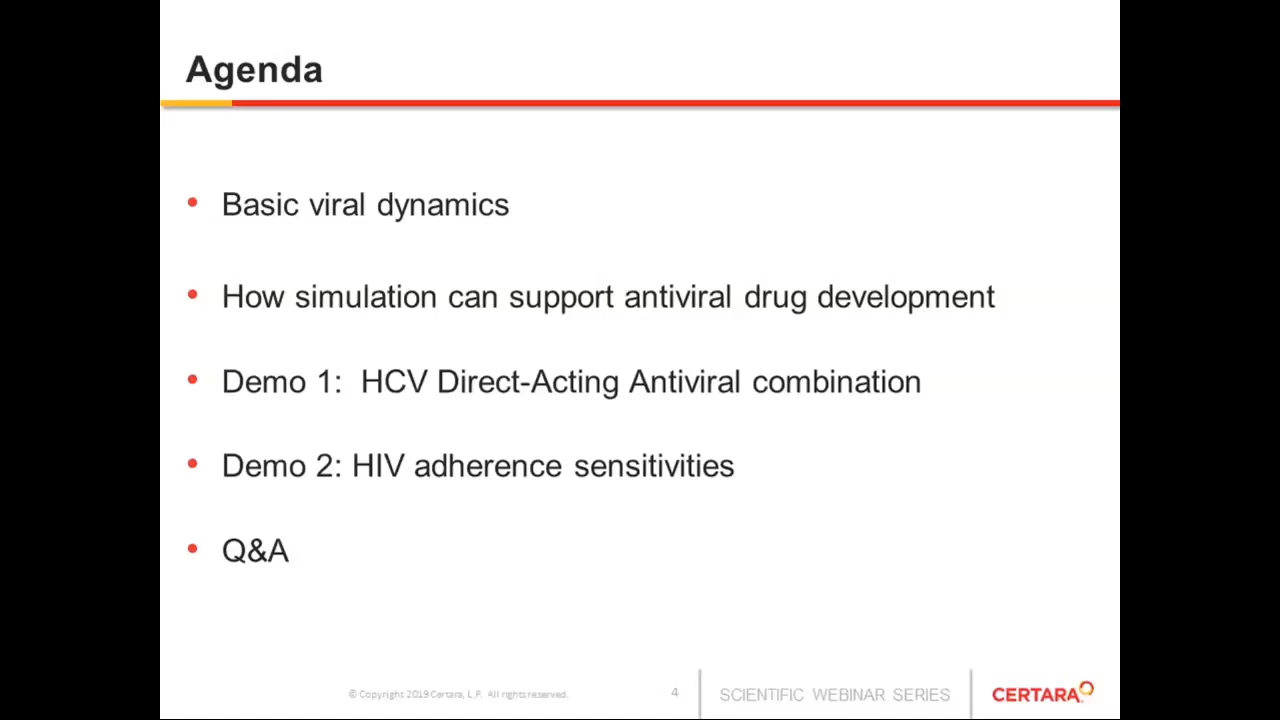 Agenda
• Basic viral dynamics
• How simulation can support antiviral drug development
• Demo 1:  HCV Direct-Acting Antiviral combination
• Demo 2: HIV adherence sensitivities
• Q&A
© Copyright 2019 Certara, L.P.  All rights reserved.
4
SCIENTIFIC WEBINAR SERIES
CERTARA